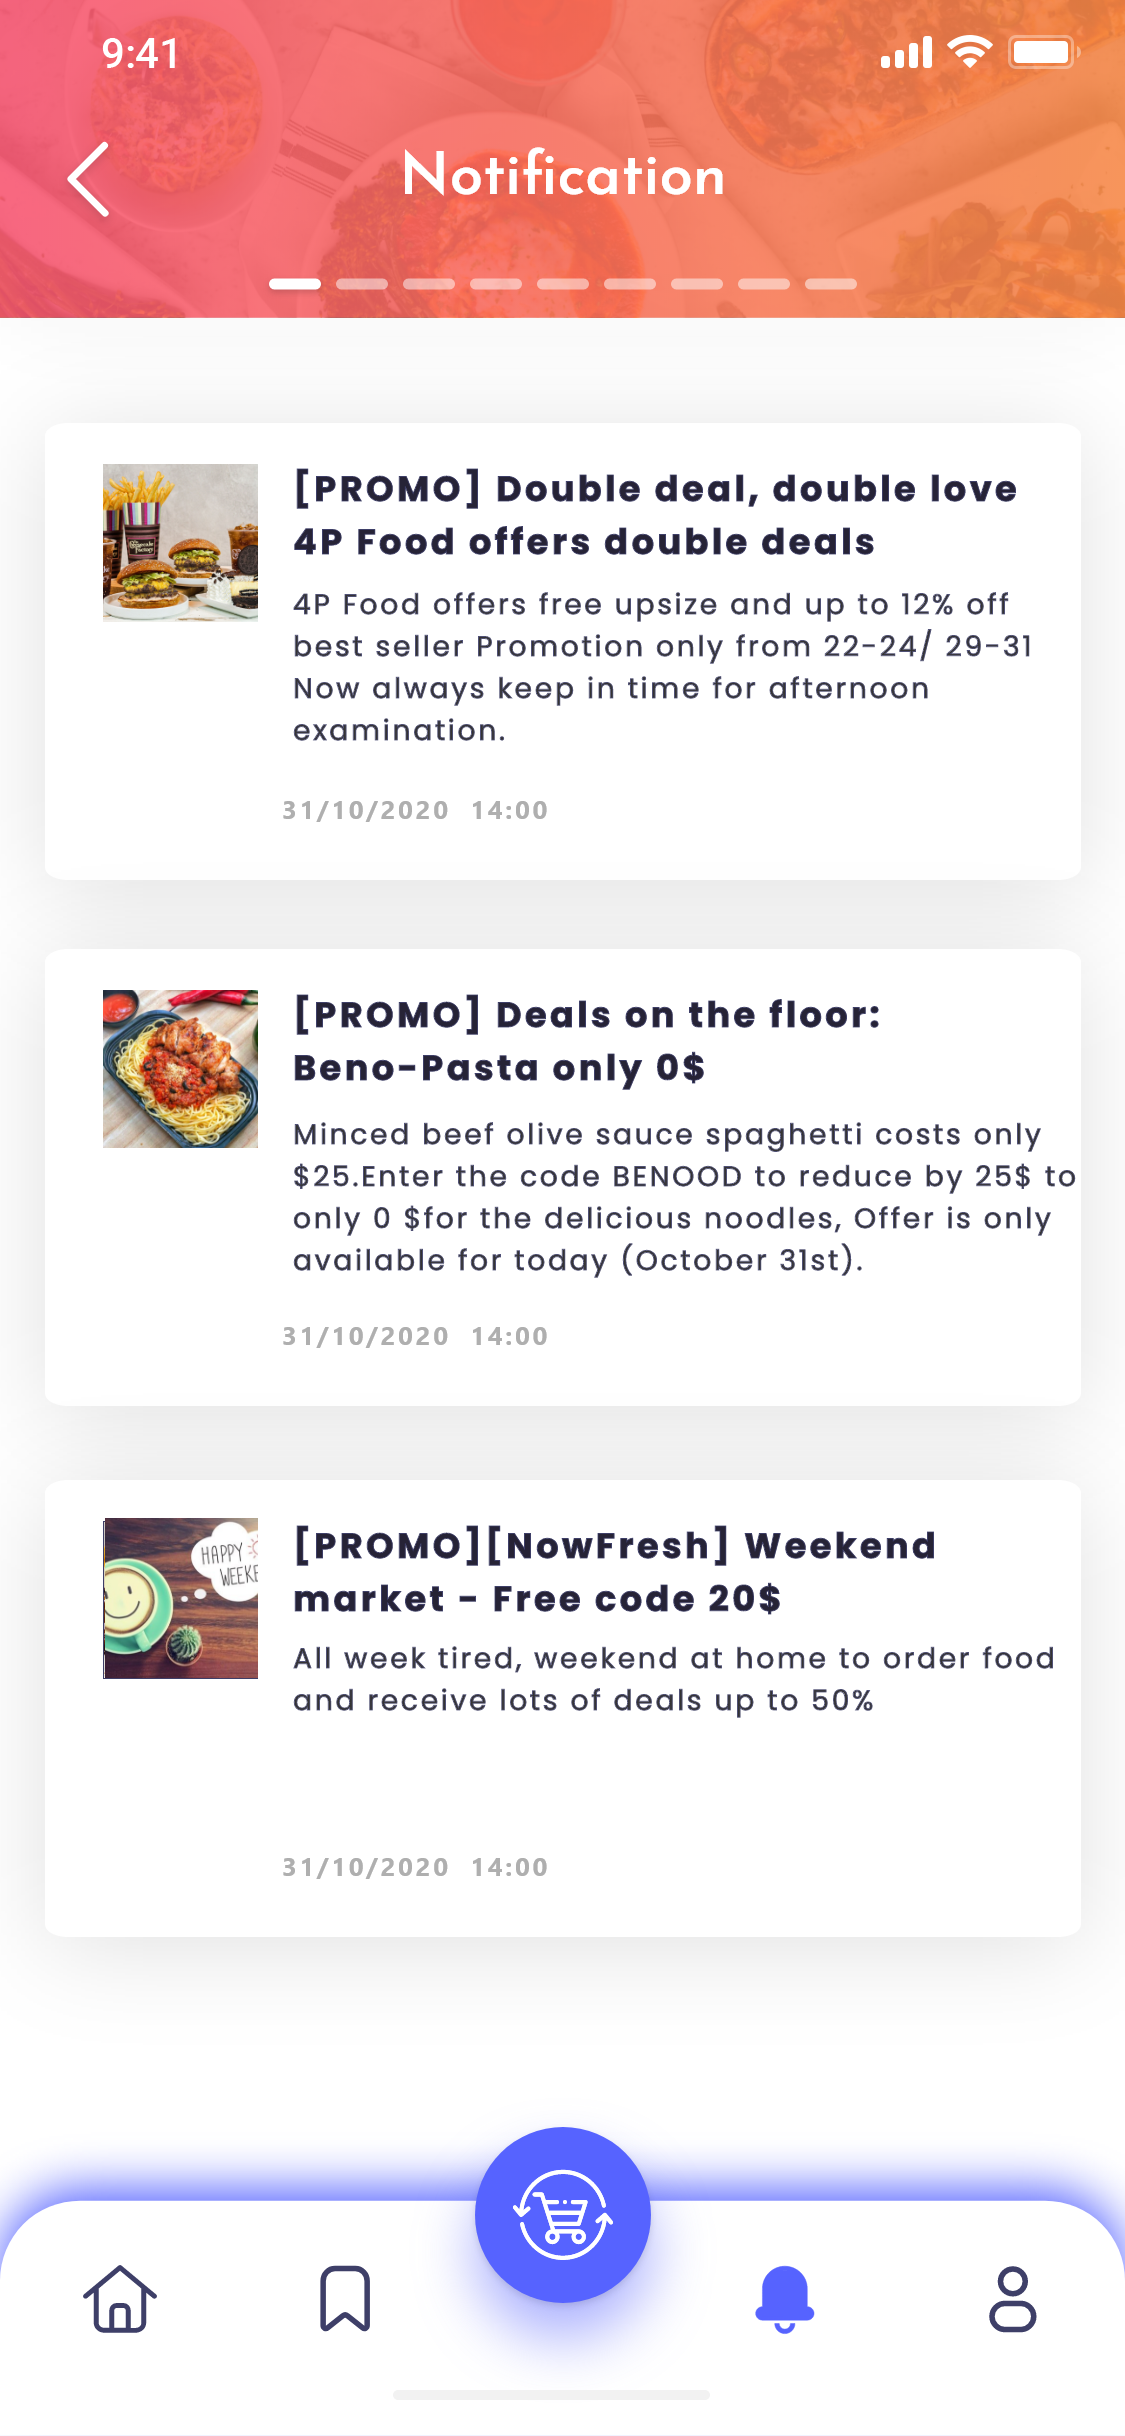 9:41
Notification
[PROMO] Double deal, double love
4P Food offers double deals
4P Food offers free upsize and up to 12% off
best seller Promotion only from 22-24/ 29-31
Now always keep in time for afternoon
examination.
31/10/2020 14:00
[PROMO] Deals on the floor:
Beno-Pasta only 0$
Minced beef olive sauce spaghetti costs only
$25.Enter the code BENOOD to reduce by 25$ to
only 0 $for the delicious noodles, Offer is only
available for today (October 31st).
31/10/2020 14:00
HAPPY
WEEKE
[PROMO][NowFresh] Weekend
market - Free code 20$
All week tired, weekend at home to order food
and receive lots of deals up to 50%
31/10/2020 14:00